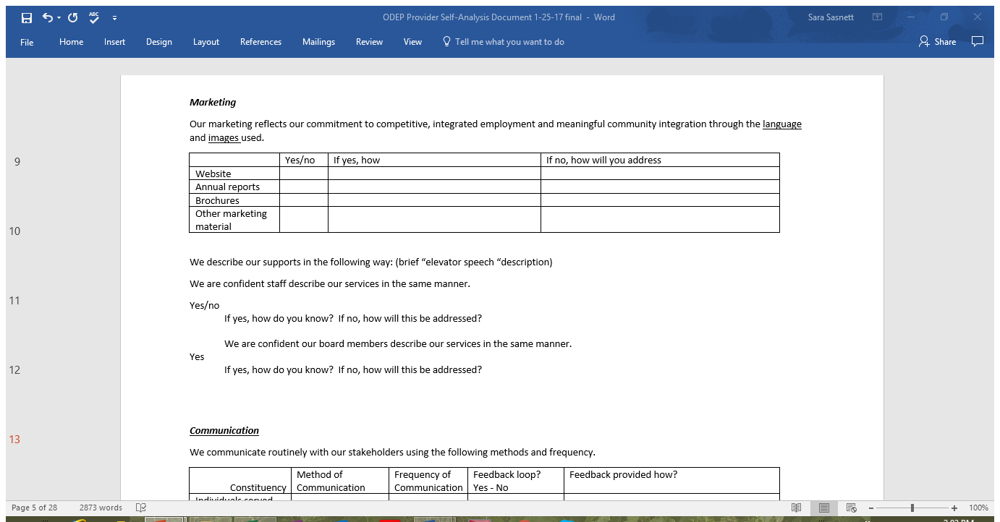 ABC
ODEP Provider Self-Analysis Document 1-25-17 final - Word
Sara Sasnett
File Home Insert Design Layout References Mailings Review View Tell me what you want to do
Share
Marketing
Our marketing reflects our commitment to competitive, integrated employment and meaningful community integration through the language
and images used.
Yes/no If yes, how If no, how will you address
Website
Annual reports
Brochures
Other marketing
material
We describe our supports in the following way: (brief “elevator speech “description)
We are confident staff describe our services in the same manner.
Yes/no
If yes, how do you know? If no, how will this be addressed?
We are confident our board members describe our services in the same manner.
Yes
If yes, how do you know? If no, how will this be addressed?
Communication
We communicate routinely with our stakeholders using the following methods and frequency.
Constituency
Method of
Communication
Frequency of
Communication
Feedback loop?
Yes - No
Feedback provided how?
Individuals served
9
10
11
12
13
Page 5 of 28 2873 words
100%